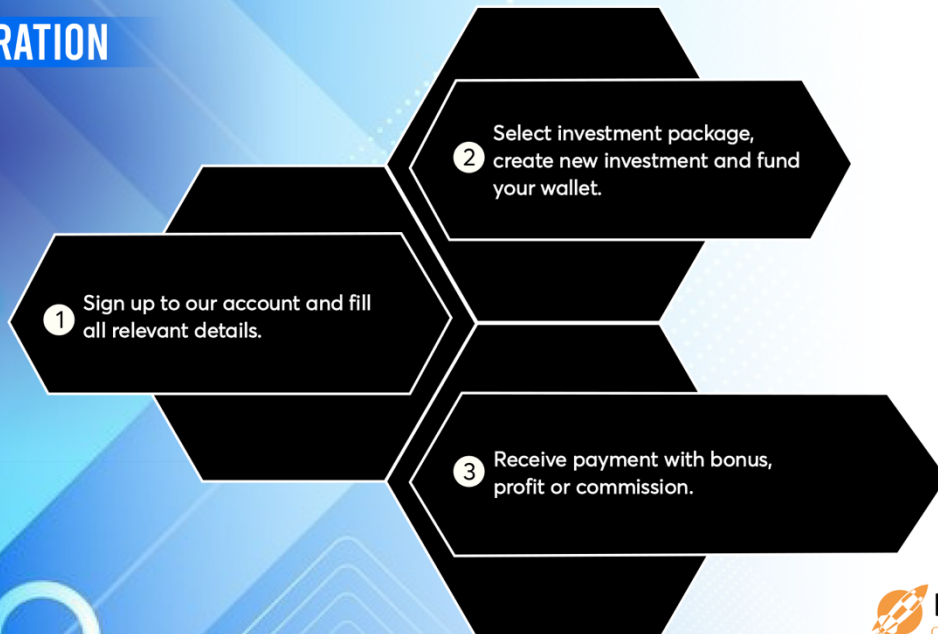 RATION
2
Select investment package,
create new investment and fund
your wallet.
1
Sign up to our account and fill
all relevant details.
3
Receive payment with bonus,
profit or commission.